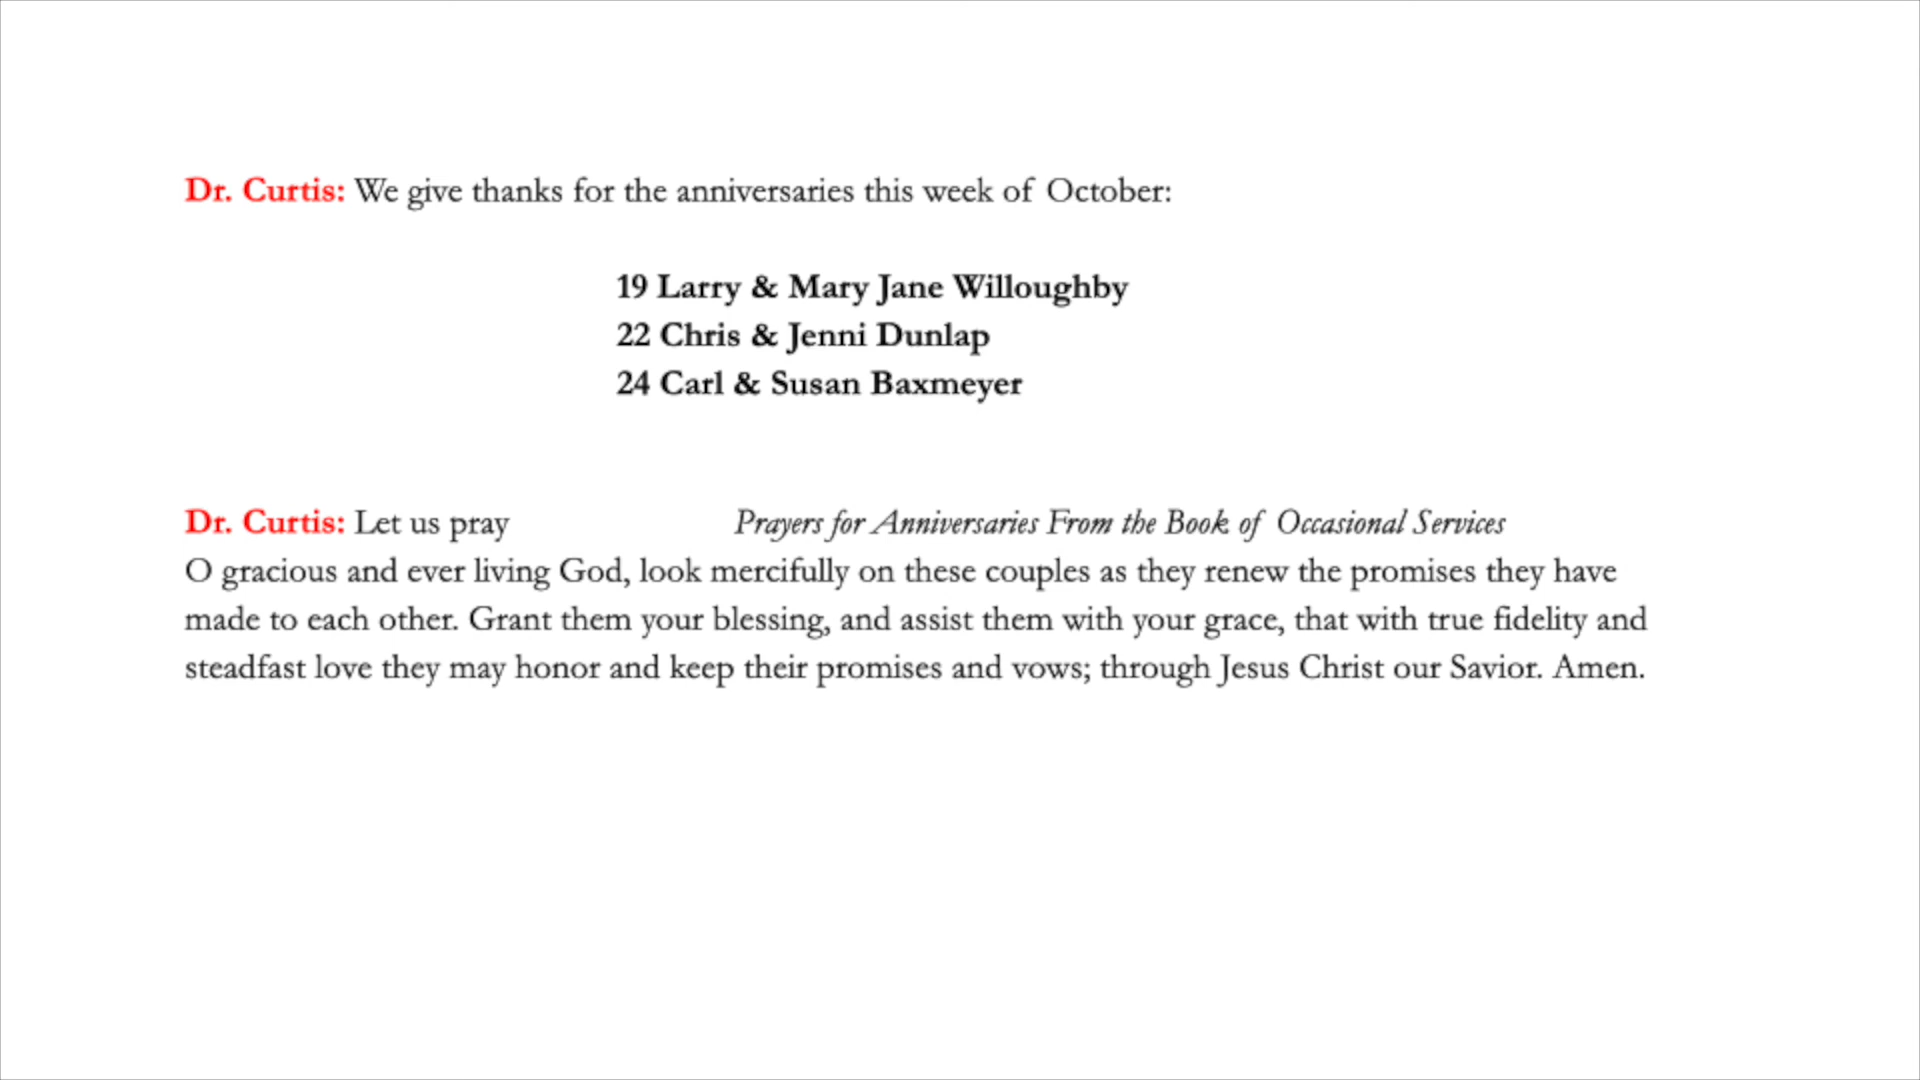 Dr. Curtis: We give thanks for the anniversaries this week of October:
19 Larry & Mary Jane Willoughby
22 Chris & Jenni Dunlap
24 Carl & Susan Baxmeyer
Dr. Curtis: Let us pray Prayers for Anniversaries From the Book of Occasional Services
O gracious and ever living God, look mercifully on these couples as they renew the promises they have
made to each other. Grant them your blessing, and assist them with your grace, that with true fidelity and
steadfast love they may honor and keep their promises and vows; through Jesus Christ our Savior. Amen.